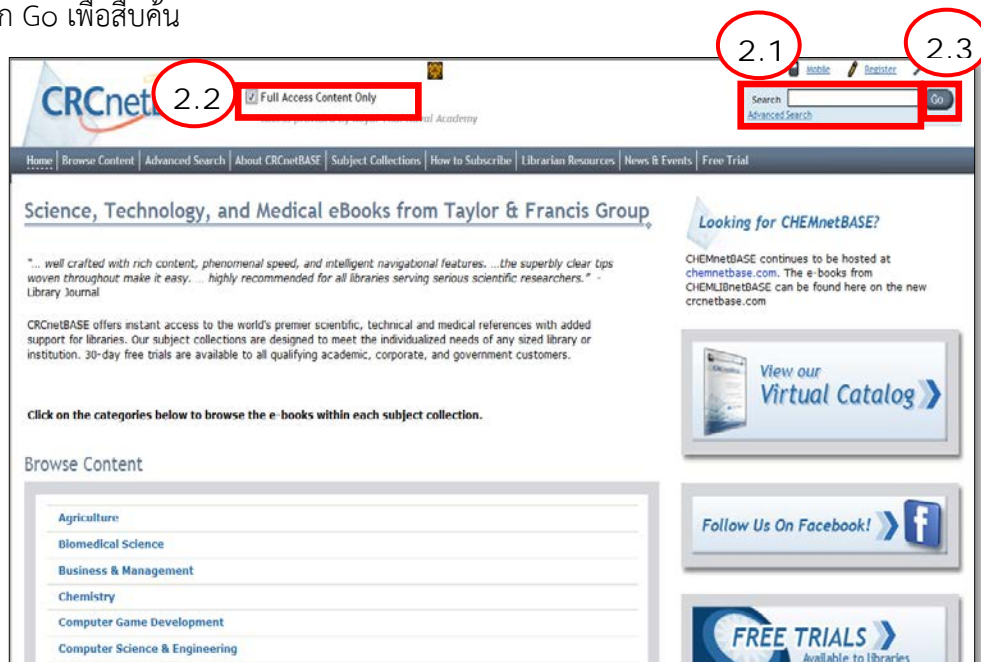 Go เพื่อสืบค้น
2.1
2.3
2.2
CRCnet
Full Access Content Only
Mobile
Register
Search
Go
Advanced Search
Academy
Home | Browse Content | Advanced Search | About CRCnetBASE | Subject Collections | How to Subscribe | Librarian Resources | News & Events | Free Trial
Science, Technology, and Medical eBooks from Taylor & Francis Group
"... well crafted with rich content, phenomenal speed, and intelligent navigational features. ...the superbly clear tips
woven throughout make it easy. ... highly recommended for all libraries serving serious scientific researchers." -
Library Journal
CRCnetBASE offers instant access to the world's premier scientific, technical and medical references with added
support for libraries. Our subject collections are designed to meet the individualized needs of any sized library or
institution. 30-day free trials are available to all qualifying academic, corporate, and government customers.
Click on the categories below to browse the e-books within each subject collection.
Browse Content
Agriculture
Biomedical Science
Business & Management
Chemistry
Computer Game Development
Computer Science & Engineering
Looking for CHEMnetBASE?
CHEMnetBASE continues to be hosted at
chemnetbase.com. The e-books from
CHEMLIBnetBASE can be found here on the new
crcnetbase.com
View our
Virtual Catalog
Follow Us On Facebook!
FREE TRIALS
Available to libraries